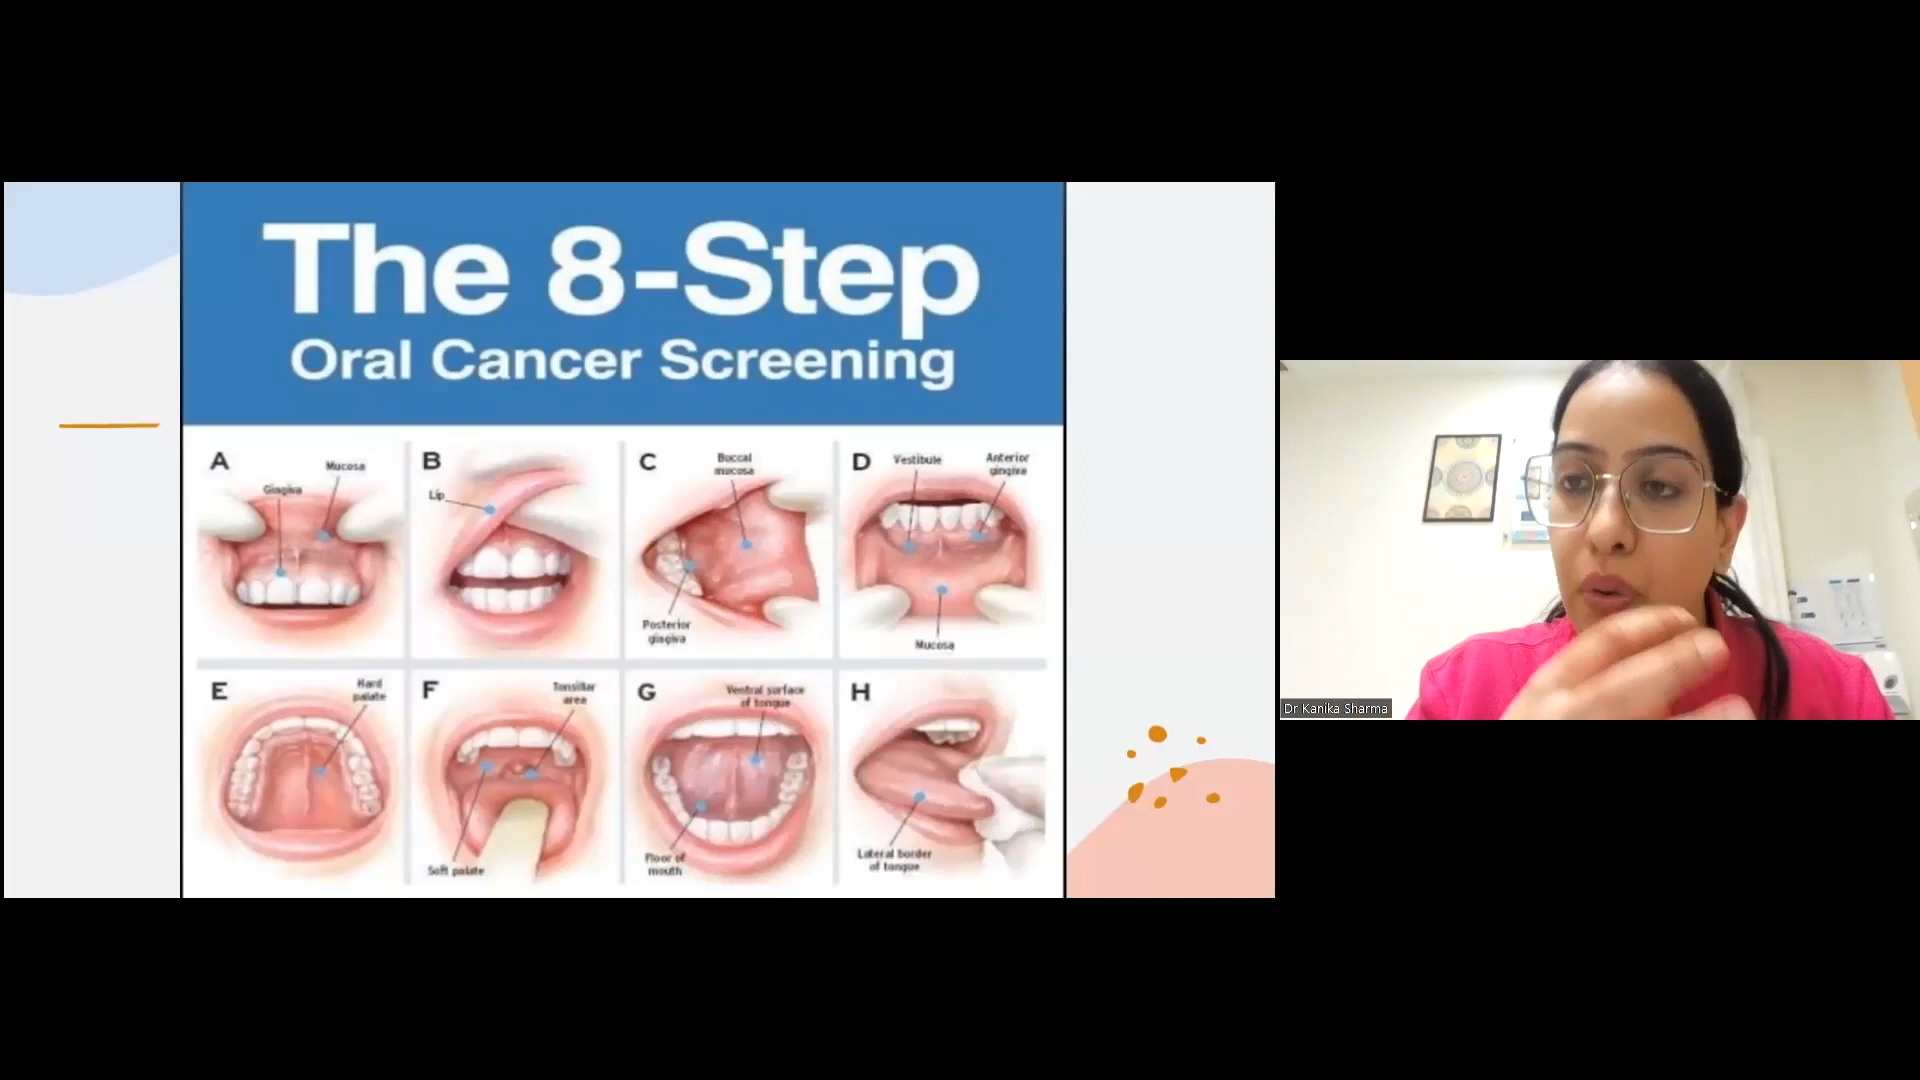 The 8-Step
Oral Cancer Screening
A
Gingiva
Mucosa
B
Lip
C
Buccal
mucosa
Posterior
gingiva
D
Vestibule
Anterior
gingiva
Mucosa
E
Hard
palate
F
Tonsillar
area
Soft palate
G
Ventral surface
of tongue
Floor of
mouth
H
Lateral border
of tongue
Dr Kanika Sharma